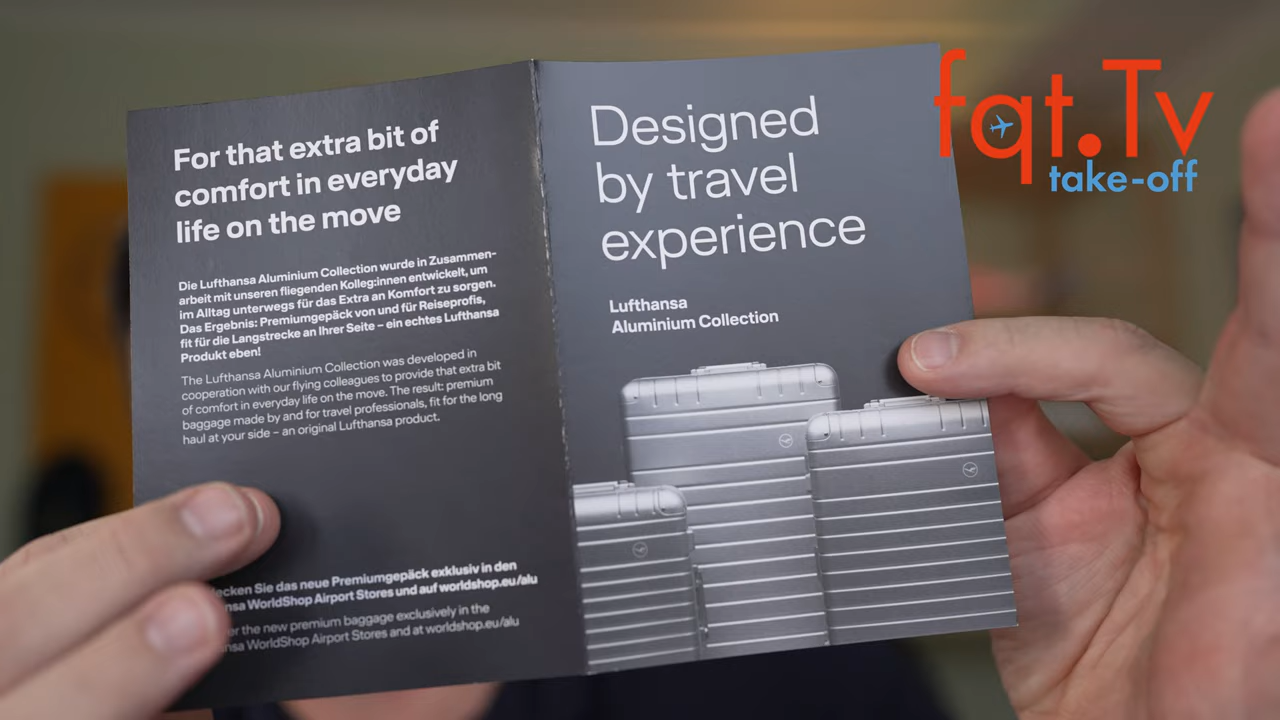 For that extra bit of
comfort in everyday
life on the move
Die Lufthansa Aluminium Collection wurde in Zusammen-
arbeit mit unseren fliegenden Kolleg:innen entwickelt, um
im Alltag unterwegs für das Extra an Komfort zu sorgen.
Das Ergebnis: Premiumgepäck von und für Reiseprofis,
fit für die Langstrecke an Ihrer Seite – ein echtes Lufthansa
Produkt eben!
The Lufthansa Aluminium Collection was developed in
cooperation with our flying colleagues to provide that extra bit
of comfort in everyday life on the move. The result: premium
baggage made by and for travel professionals, fit for the long
haul at your side – an original Lufthansa product.
ecken Sie das neue Premiumgepäck exklusiv in den
nsa WorldShop Airport Stores und auf worldshop.eu/alu
er the new premium baggage exclusively in the
nsa WorldShop Airport Stores and at worldshop.eu/alu
Designed
by travel
experience
Lufthansa
Aluminium Collection
fqt.Tv
take-off